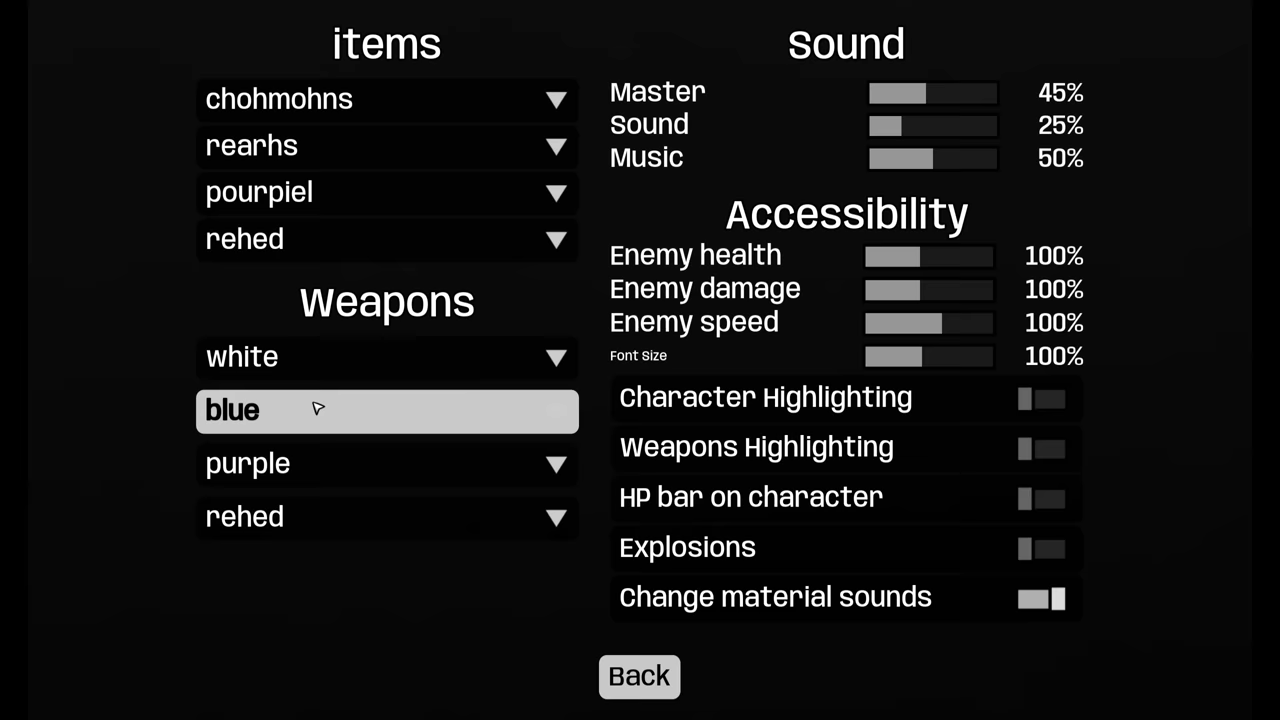 items
chohmohns
rearhs
pourpiel
rehed
Weapons
white
blue
purple
rehed
Sound
Master 45%
Sound 25%
Music 50%
Accessibility
Enemy health 100%
Enemy damage 100%
Enemy speed 100%
Font Size 100%
Character Highlighting
Weapons Highlighting
HP bar on character
Explosions
Change material sounds
Back